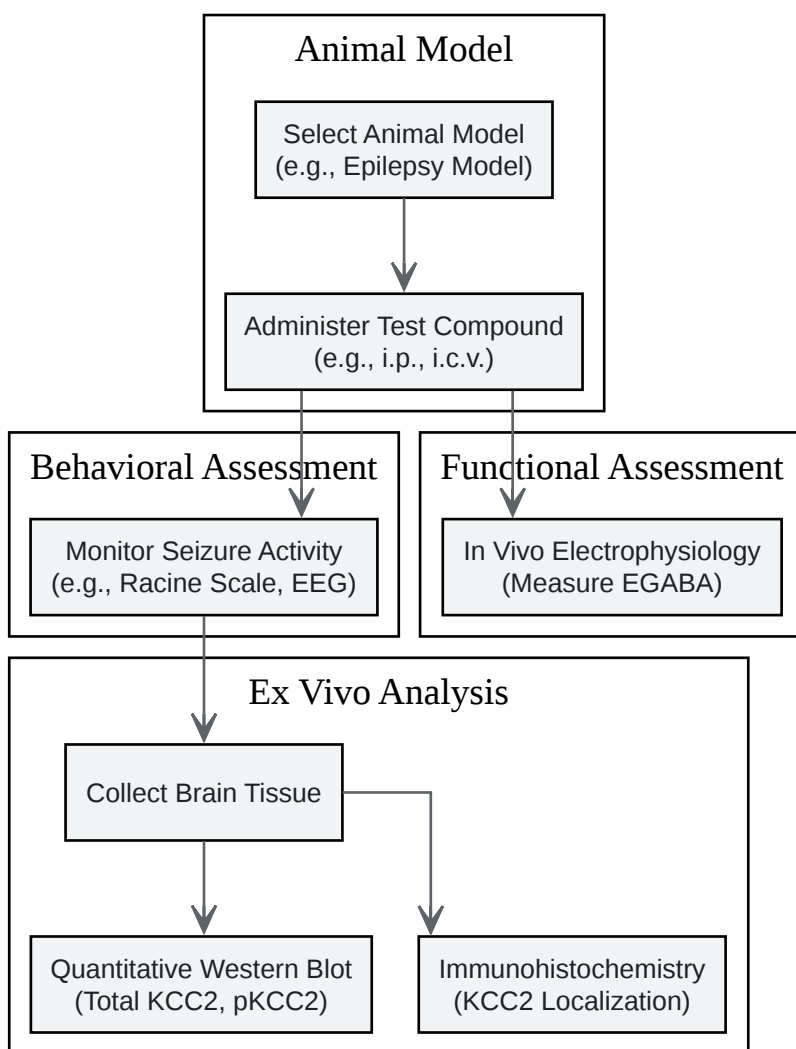 Animal Model
Select Animal Model
(e.g., Epilepsy Model)
Administer Test Compound
(e.g., i.p., i.c.v.)
Behavioral Assessment
Functional Assessment
Monitor Seizure Activity
(e.g., Racine Scale, EEG)
In Vivo Electrophysiology
(Measure EGABA)
Ex Vivo Analysis
Collect Brain Tissue
Quantitative Western Blot
(Total KCC2, pKCC2)
Immunohistochemistry
(KCC2 Localization)